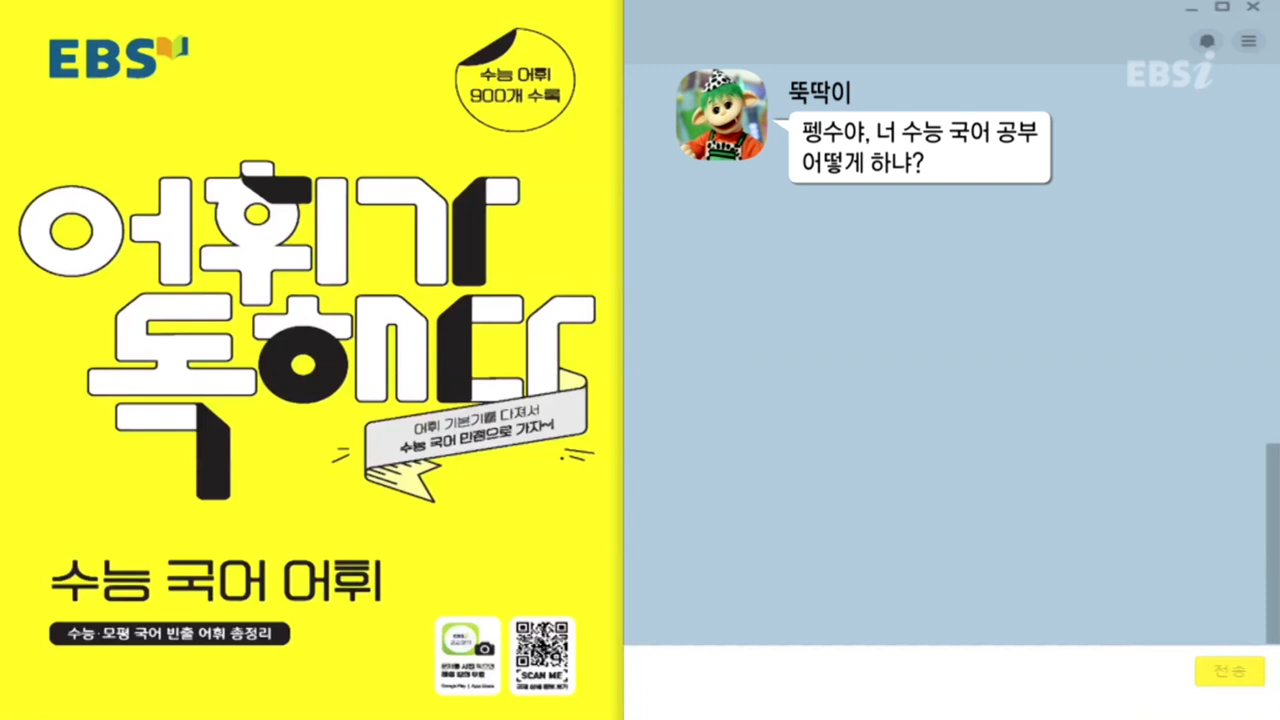 EBS
수능 어휘
900개 수록
어휘가
독해다
어휘 기본기를 다져서
수능 국어 만점으로 가자~!
수능 국어 어휘
수능·모평 국어 빈출 어휘 총정리
SCAN ME
EBSi
뚝딱이
펭수야, 너 수능 국어 공부
어떻게 하냐?
전송